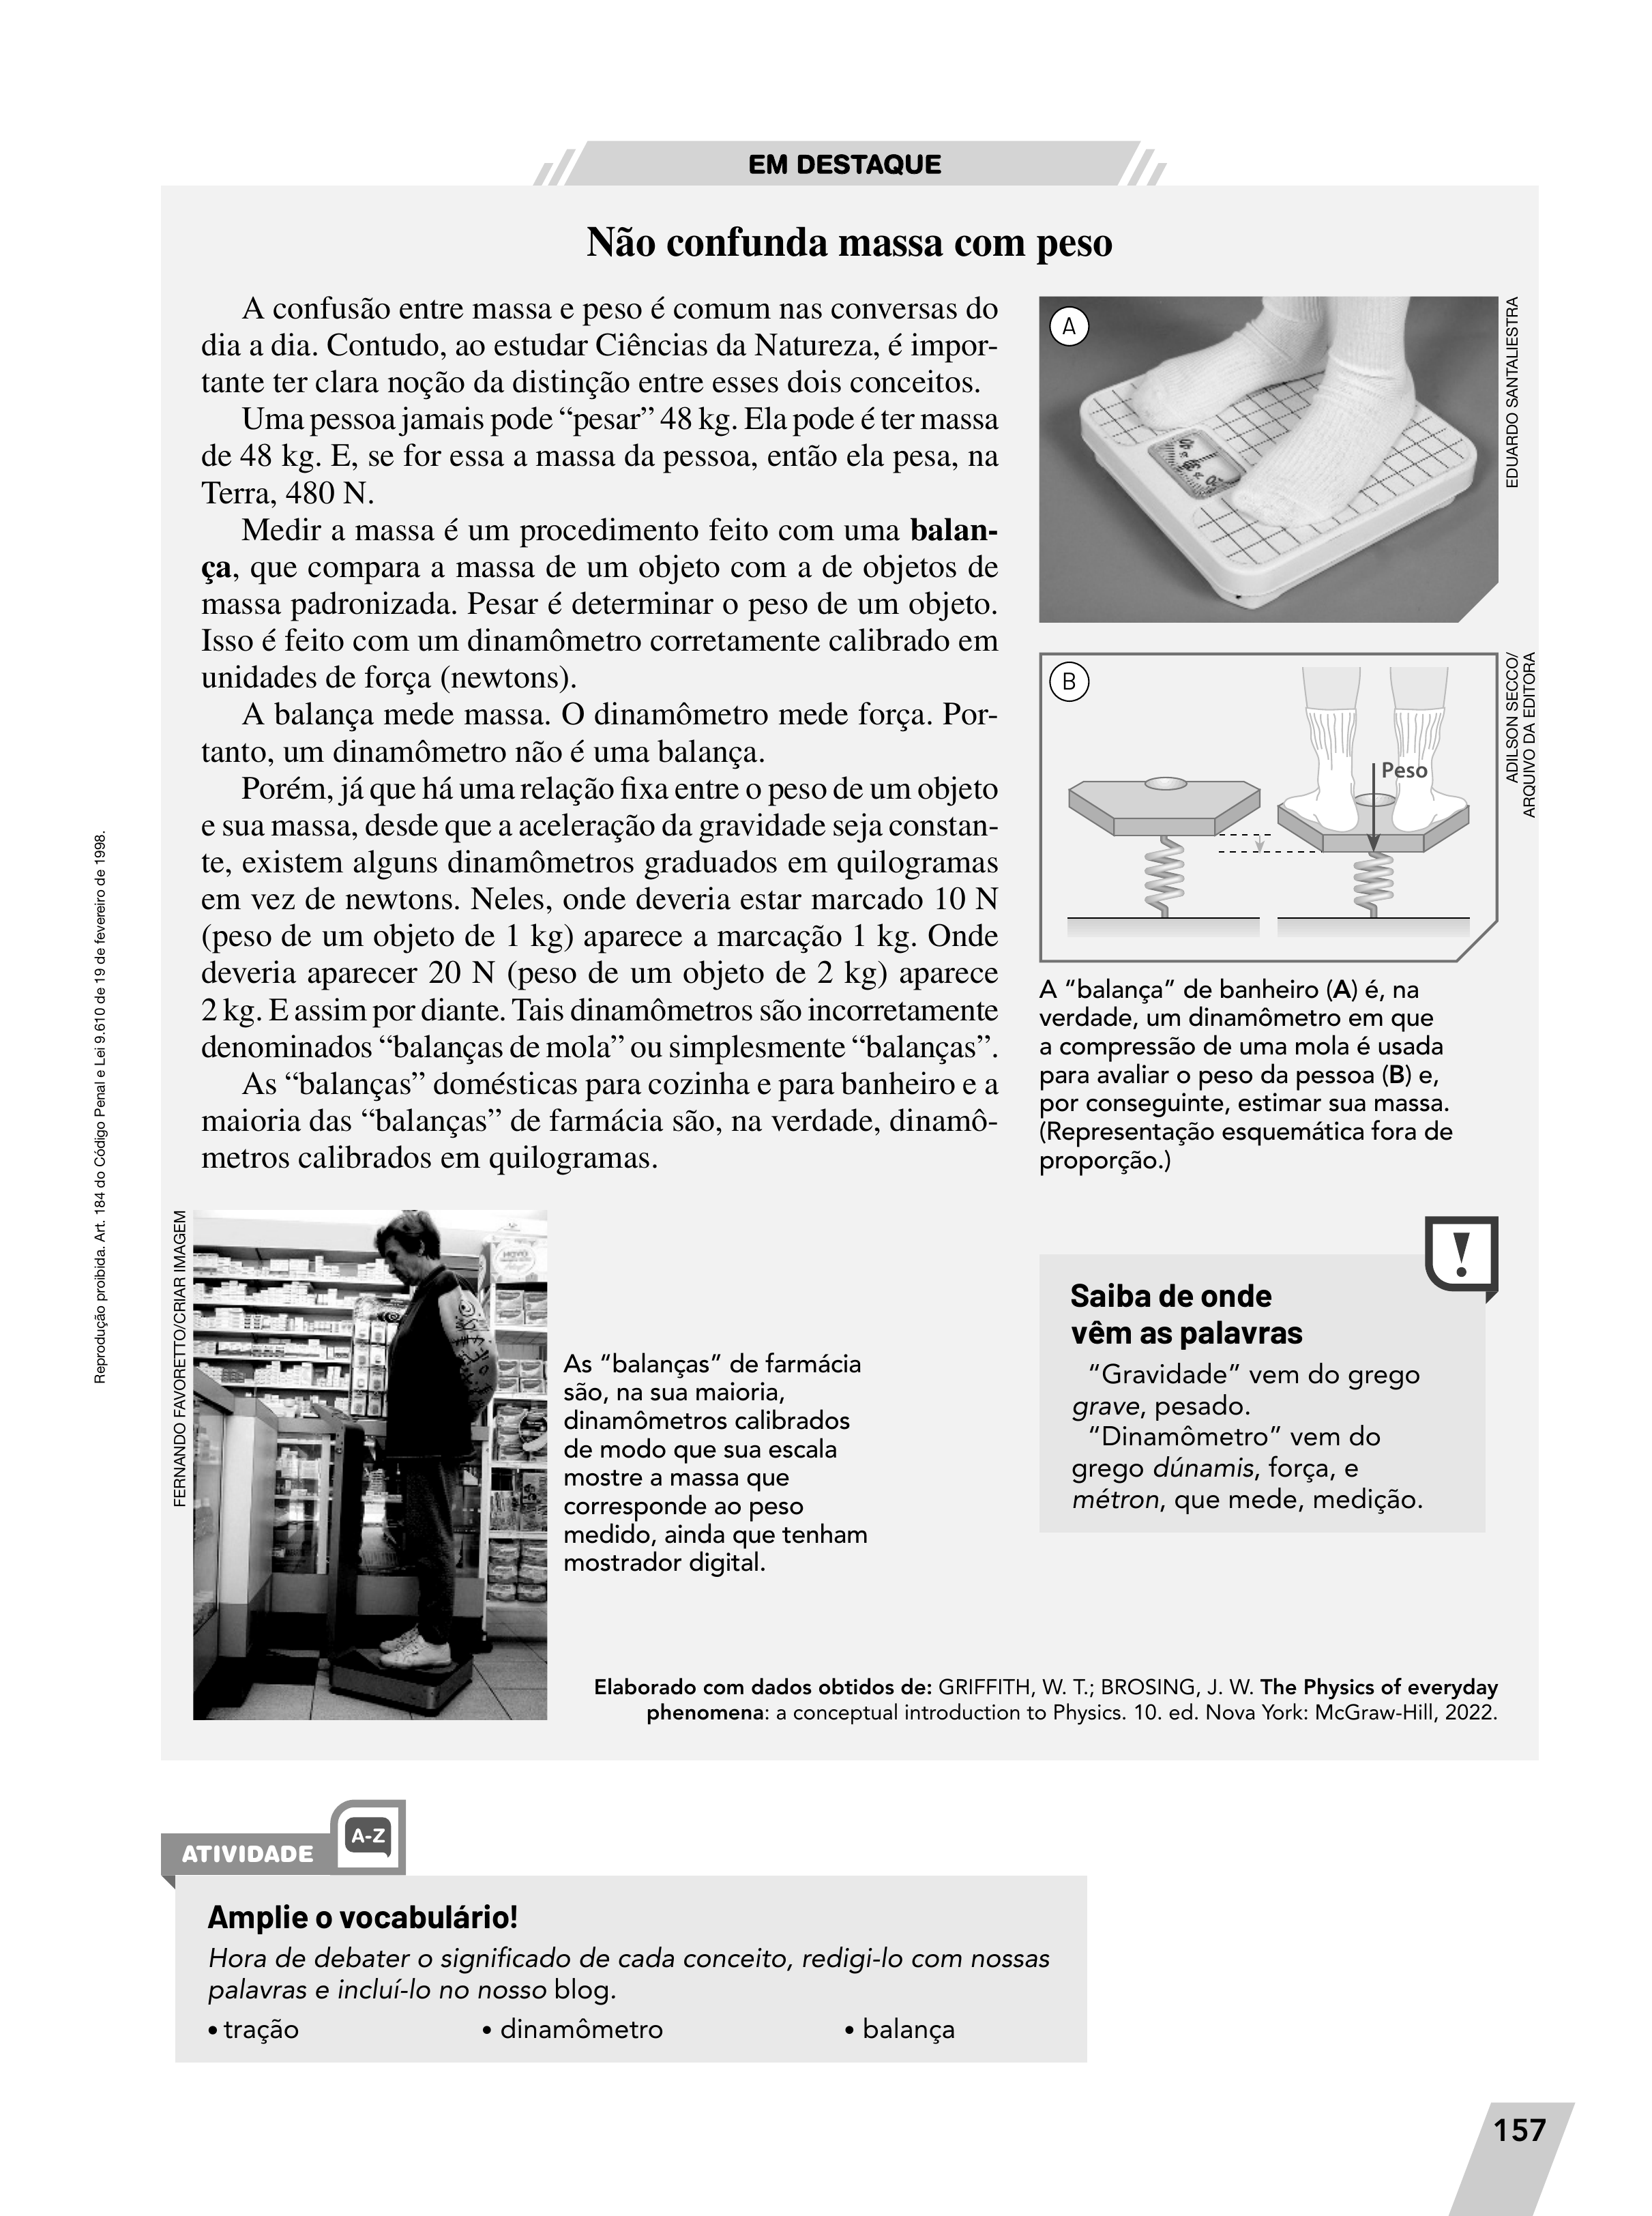 EM DESTAQUE
Não confunda massa com peso
A confusão entre massa e peso é comum nas conversas do
dia a dia. Contudo, ao estudar Ciências da Natureza, é impor-
tante ter clara noção da distinção entre esses dois conceitos.
Uma pessoa jamais pode “pesar” 48 kg. Ela pode é ter massa
de 48 kg. E, se for essa a massa da pessoa, então ela pesa, na
Terra, 480 N.
Medir a massa é um procedimento feito com uma balan-
ça, que compara a massa de um objeto com a de objetos de
massa padronizada. Pesar é determinar o peso de um objeto.
Isso é feito com um dinamômetro corretamente calibrado em
unidades de força (newtons).
A balança mede massa. O dinamômetro mede força. Por-
tanto, um dinamômetro não é uma balança.
Porém, já que há uma relação fixa entre o peso de um objeto
e sua massa, desde que a aceleração da gravidade seja constan-
te, existem alguns dinamômetros graduados em quilogramas
em vez de newtons. Neles, onde deveria estar marcado 10 N
(peso de um objeto de 1 kg) aparece a marcação 1 kg. Onde
deveria aparecer 20 N (peso de um objeto de 2 kg) aparece
2 kg. E assim por diante. Tais dinamômetros são incorretamente
denominados “balanças de mola” ou simplesmente “balanças”.
As “balanças” domésticas para cozinha e para banheiro e a
maioria das “balanças” de farmácia são, na verdade, dinamô-
metros calibrados em quilogramas.
A
EDUARDO SANTALIESTRA
B
Peso
ADILSON SECCO/
ARQUIVO DA EDITORA
A “balança” de banheiro (A) é, na
verdade, um dinamômetro em que
a compressão de uma mola é usada
para avaliar o peso da pessoa (B) e,
por conseguinte, estimar sua massa.
(Representação esquemática fora de
proporção.)
Reprodução proibida. Art. 184 do Código Penal e Lei 9.610 de 19 de fevereiro de 1998.
FERNANDO FAVORETTO/CRIAR IMAGEM
As “balanças” de farmácia
são, na sua maioria,
dinamômetros calibrados
de modo que sua escala
mostre a massa que
corresponde ao peso
medido, ainda que tenham
mostrador digital.
!
Saiba de onde
vêm as palavras
“Gravidade” vem do grego
grave, pesado.
“Dinamômetro” vem do
grego dúnamis, força, e
métron, que mede, medição.
Elaborado com dados obtidos de: GRIFFITH, W. T.; BROSING, J. W. The Physics of everyday
phenomena: a conceptual introduction to Physics. 10. ed. Nova York: McGraw-Hill, 2022.
ATIVIDADE
A-Z
Amplie o vocabulário!
Hora de debater o significado de cada conceito, redigi-lo com nossas
palavras e incluí-lo no nosso blog.
• tração • dinamômetro • balança
157